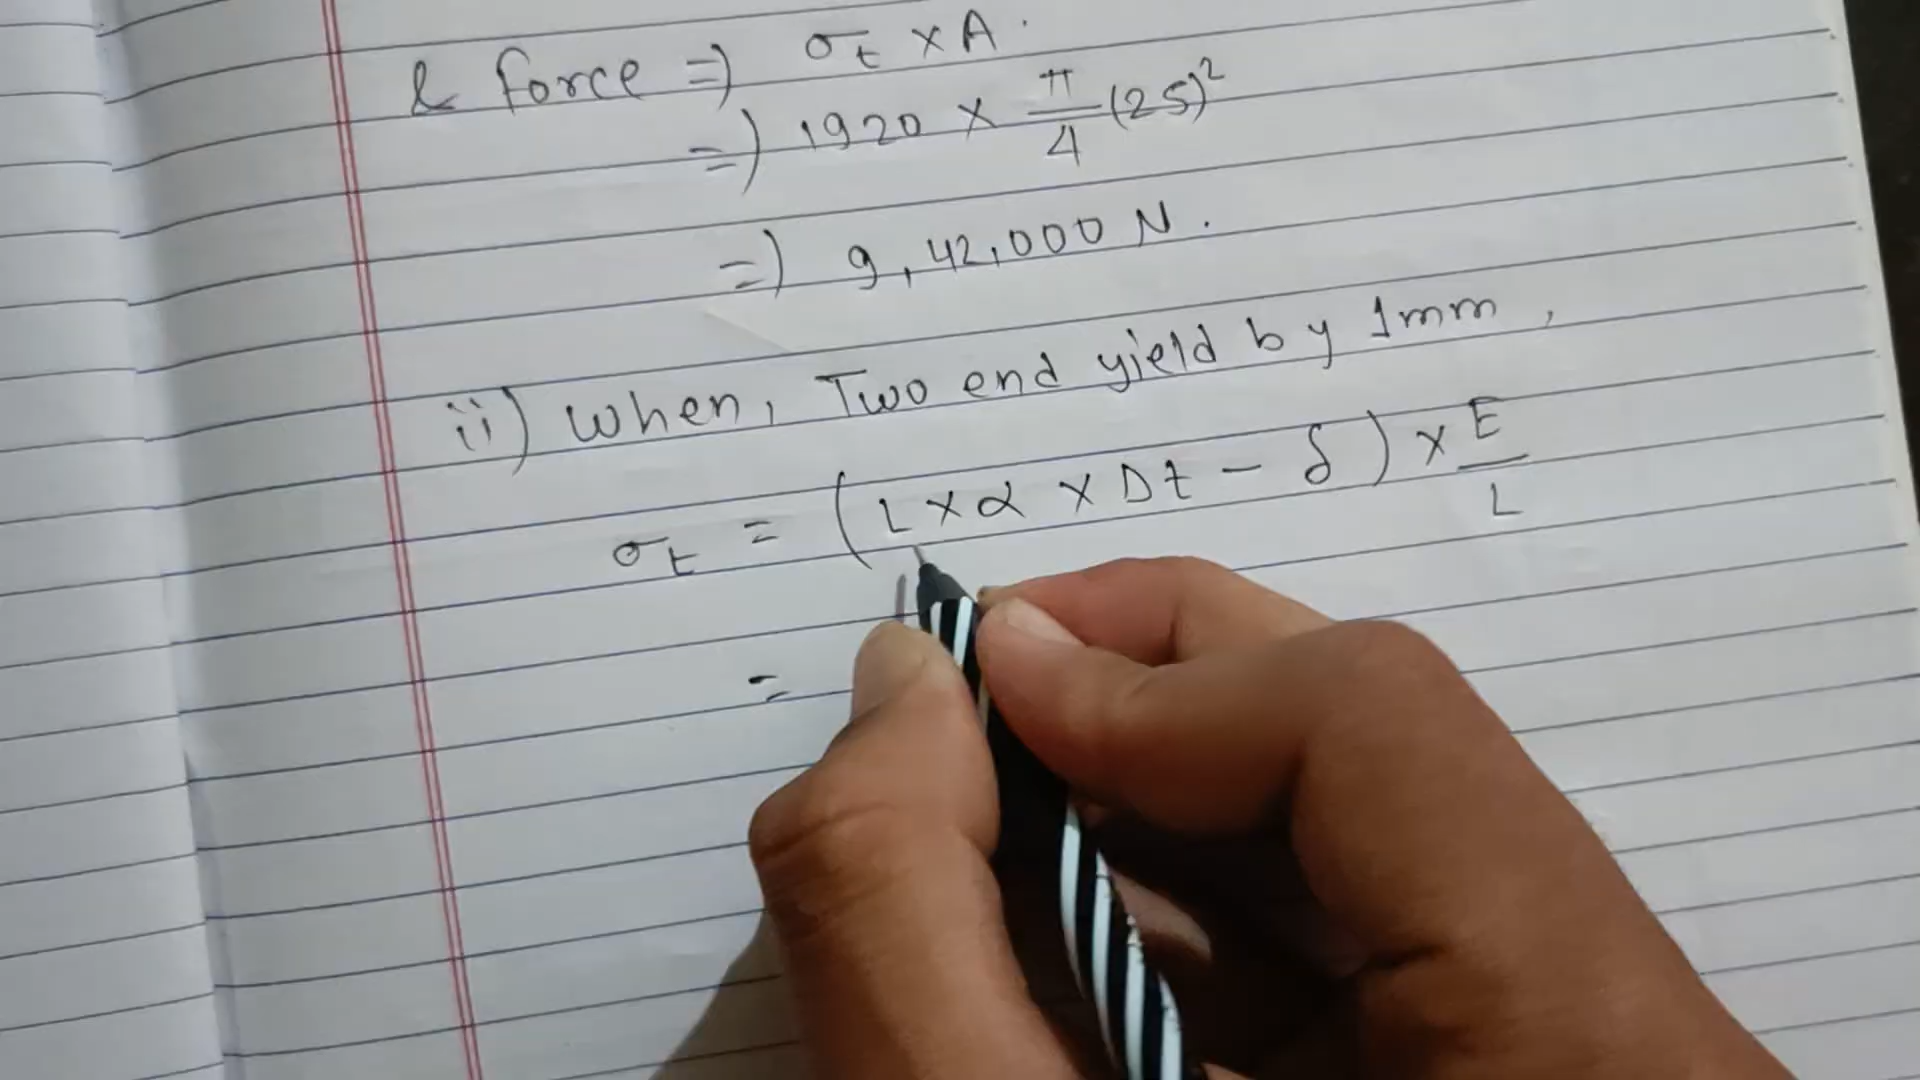 & force => σt × A.
=> 1920 × π/4 (25)²
=> 9,42,000 N.
ii) When, Two end yield by 1mm,
σt = (L × α × Δt - δ) × E/L
=